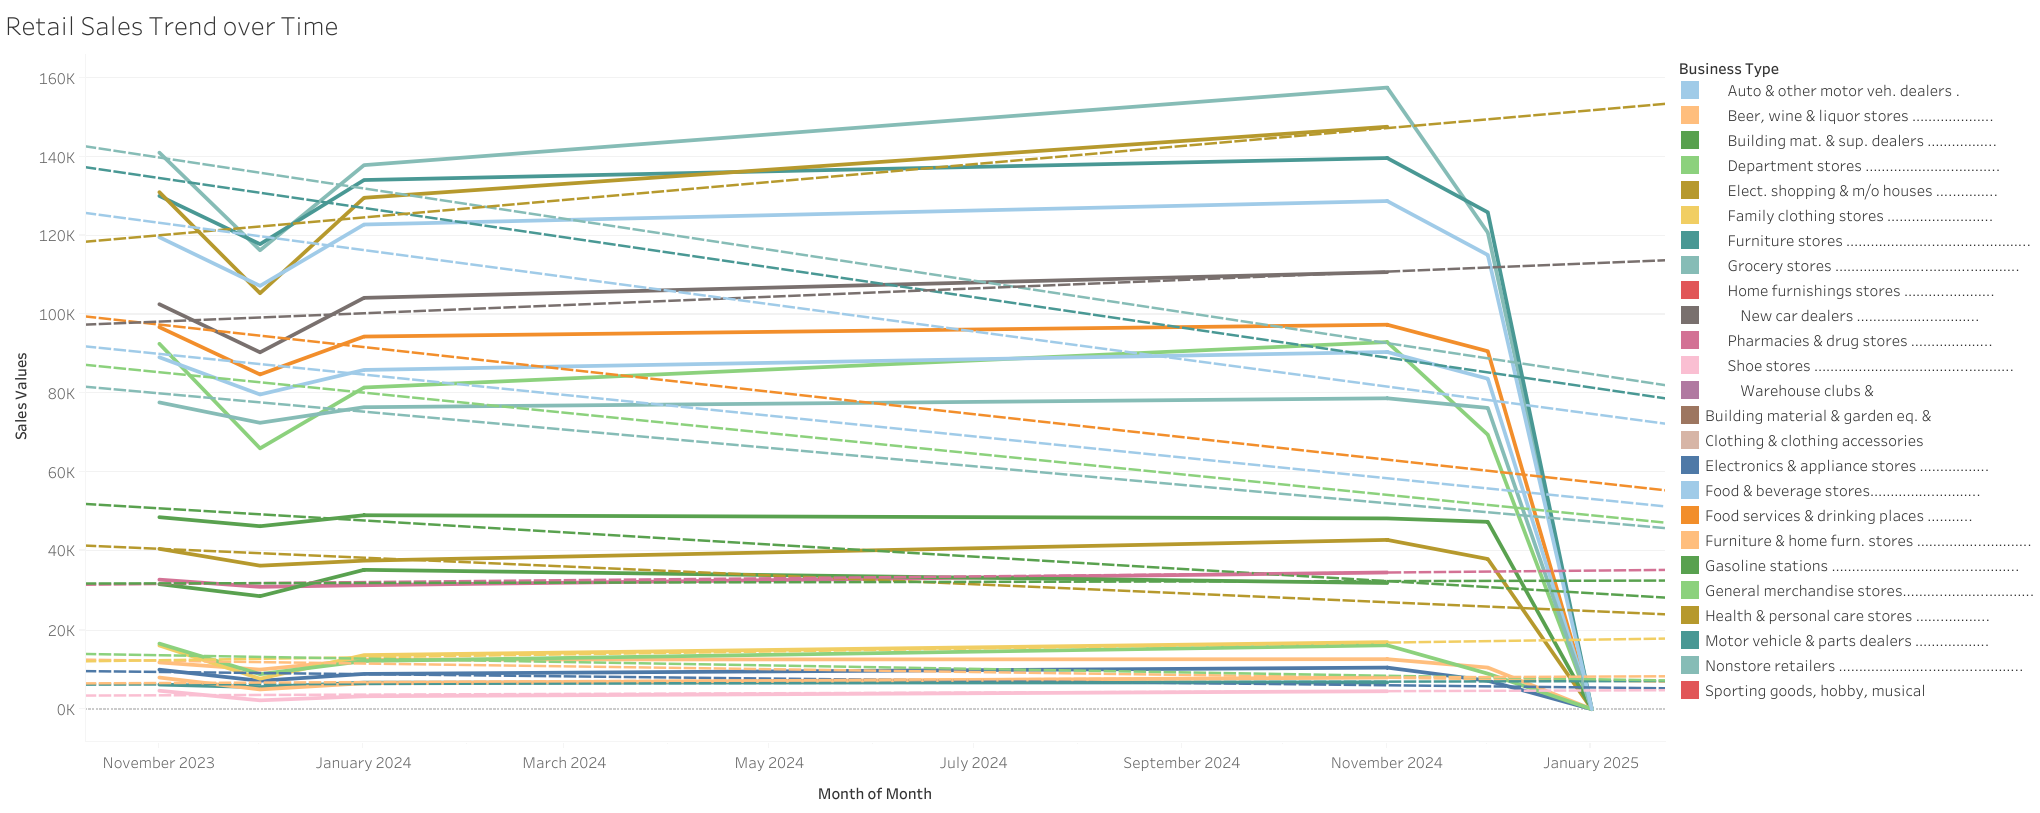 Retail Sales Trend over Time
160K
140K
120K
100K
80K
60K
40K
20K
0K
Sales Values
November 2023
January 2024
March 2024
May 2024
July 2024
September 2024
November 2024
January 2025
Month of Month
Business Type
Auto & other motor veh. dealers .
Beer, wine & liquor stores ....................
Building mat. & sup. dealers .................
Department stores .................................
Elect. shopping & m/o houses ...............
Family clothing stores ..........................
Furniture stores .............................................
Grocery stores .............................................
Home furnishings stores ......................
New car dealers ..............................
Pharmacies & drug stores ....................
Shoe stores .................................................
Warehouse clubs &
Building material & garden eq. &
Clothing & clothing accessories
Electronics & appliance stores .................
Food & beverage stores...........................
Food services & drinking places ...........
Furniture & home furn. stores ............................
Gasoline stations ..............................................
General merchandise stores................................
Health & personal care stores ..................
Motor vehicle & parts dealers ..................
Nonstore retailers .............................................
Sporting goods, hobby, musical